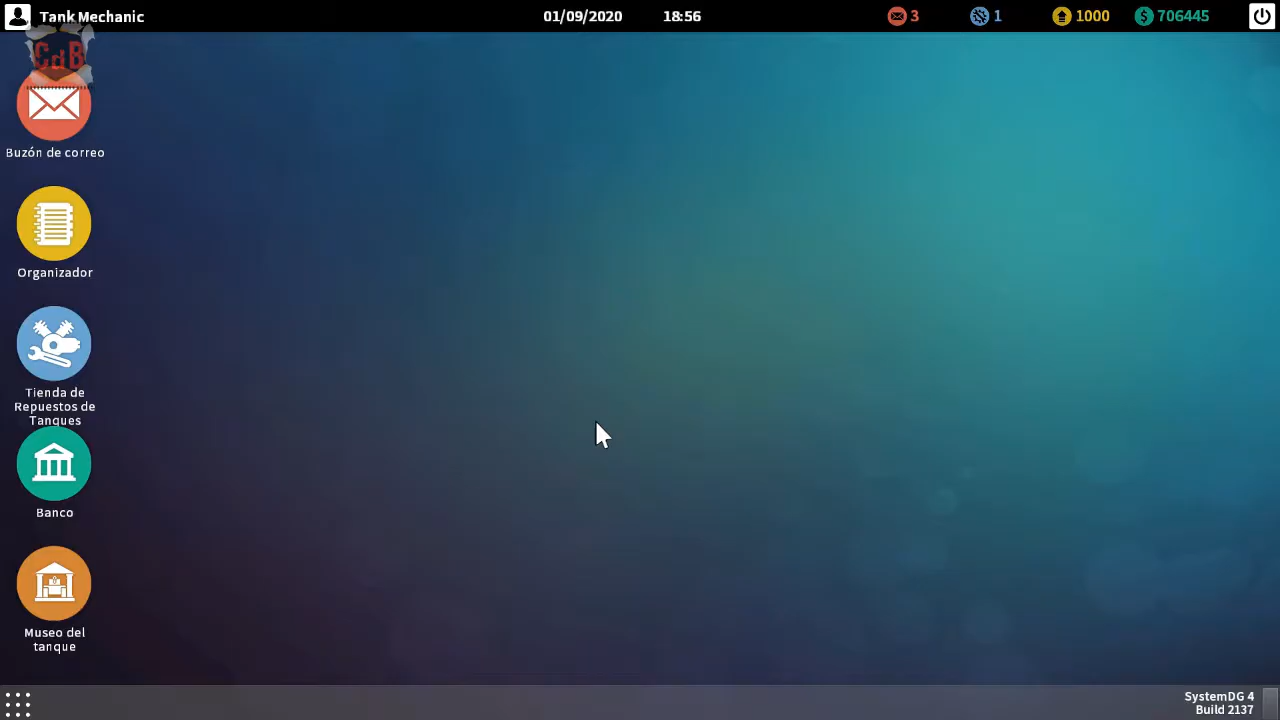 Tank Mechanic 01/09/2020 18:56 3 1 1000 $ 706445
CdB
Buzón de correo
Organizador
Tienda de
Repuestos de
Tanques
Banco
Museo del
tanque
SystemDG 4
Build 2137